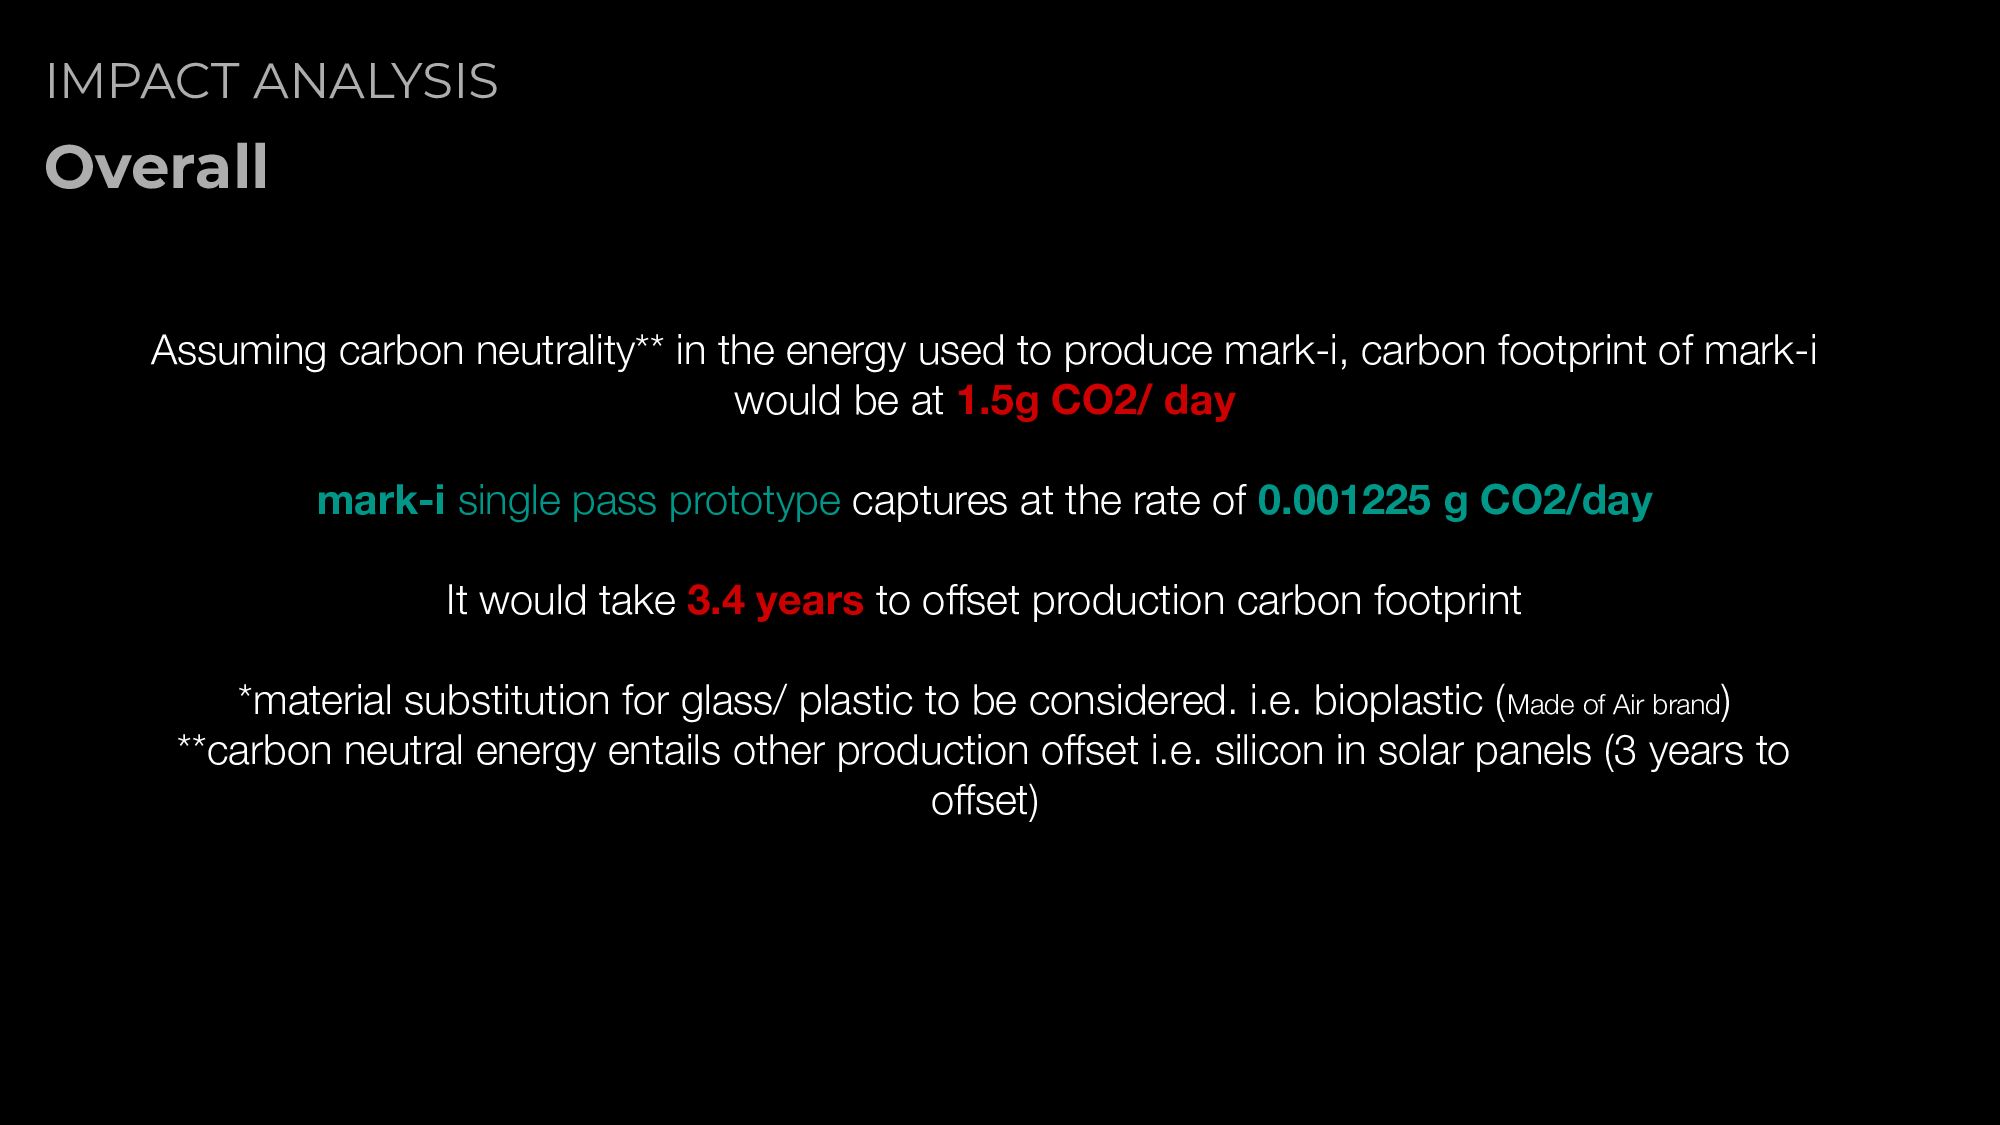 IMPACT ANALYSIS
Overall
Assuming carbon neutrality** in the energy used to produce mark-i, carbon footprint of mark-i
would be at 1.5g CO2/ day
mark-i single pass prototype captures at the rate of 0.001225 g CO2/day
It would take 3.4 years to offset production carbon footprint
*material substitution for glass/ plastic to be considered. i.e. bioplastic (Made of Air brand)
**carbon neutral energy entails other production offset i.e. silicon in solar panels (3 years to
offset)